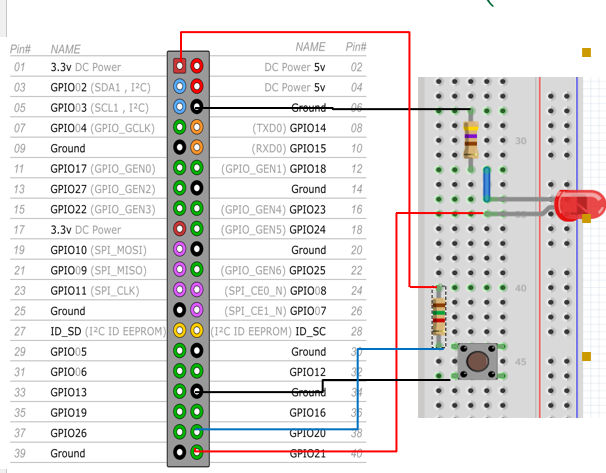 Pin# NAME NAME Pin#
01 3.3v DC Power DC Power 5v 02
03 GPIO02 (SDA1 , I²C) DC Power 5v 04
05 GPIO03 (SCL1 , I²C) Ground 06
07 GPIO04 (GPIO_GCLK) (TXD0) GPIO14 08
09 Ground (RXD0) GPIO15 10
11 GPIO17 (GPIO_GEN0) (GPIO_GEN1) GPIO18 12
13 GPIO27 (GPIO_GEN2) Ground 14
15 GPIO22 (GPIO_GEN3) (GPIO_GEN4) GPIO23 16
17 3.3v DC Power (GPIO_GEN5) GPIO24 18
19 GPIO10 (SPI_MOSI) Ground 20
21 GPIO09 (SPI_MISO) (GPIO_GEN6) GPIO25 22
23 GPIO11 (SPI_CLK) (SPI_CE0_N) GPIO08 24
25 Ground (SPI_CE1_N) GPIO07 26
27 ID_SD (I²C ID EEPROM) (I²C ID EEPROM) ID_SC 28
29 GPIO05 Ground 30
31 GPIO06 GPIO12 32
33 GPIO13 Ground 34
35 GPIO19 GPIO16 36
37 GPIO26 GPIO20 38
39 Ground GPIO21 40
30
40
45